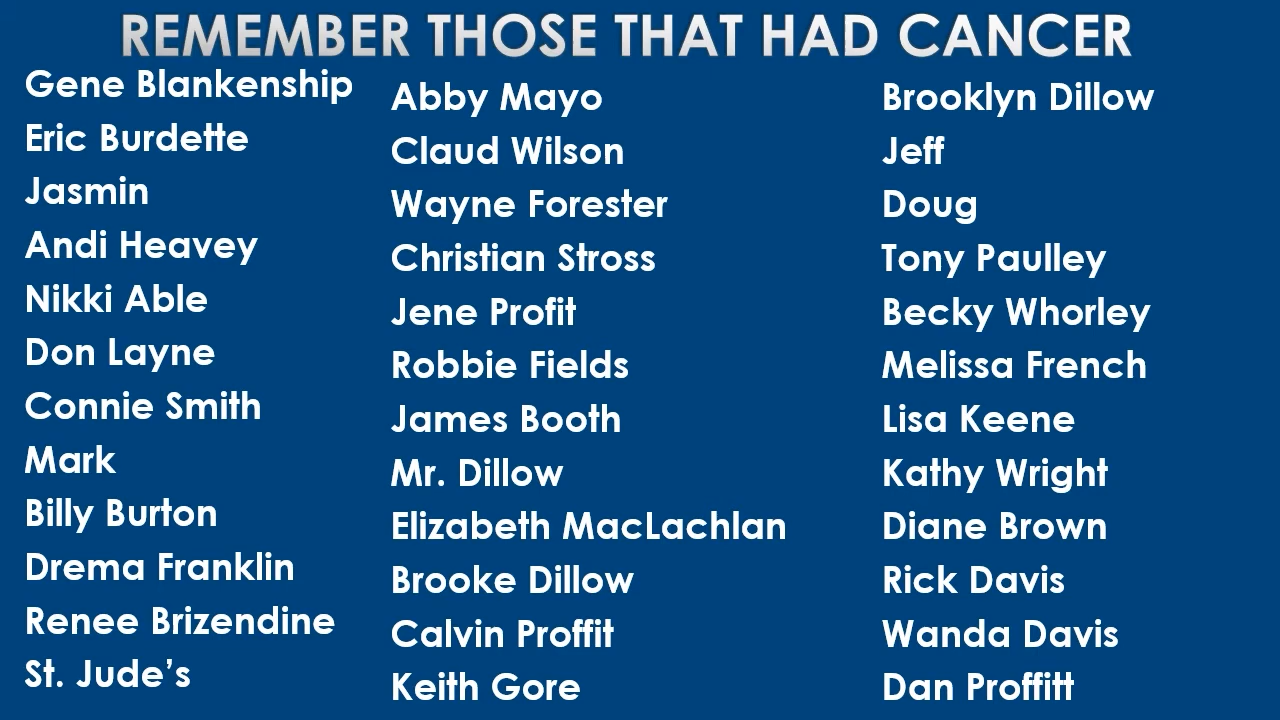 REMEMBER THOSE THAT HAD CANCER
Gene Blankenship
Eric Burdette
Jasmin
Andi Heavey
Nikki Able
Don Layne
Connie Smith
Mark
Billy Burton
Drema Franklin
Renee Brizendine
St. Jude’s
Abby Mayo
Claud Wilson
Wayne Forester
Christian Stross
Jene Profit
Robbie Fields
James Booth
Mr. Dillow
Elizabeth MacLachlan
Brooke Dillow
Calvin Proffit
Keith Gore
Brooklyn Dillow
Jeff
Doug
Tony Paulley
Becky Whorley
Melissa French
Lisa Keene
Kathy Wright
Diane Brown
Rick Davis
Wanda Davis
Dan Proffitt